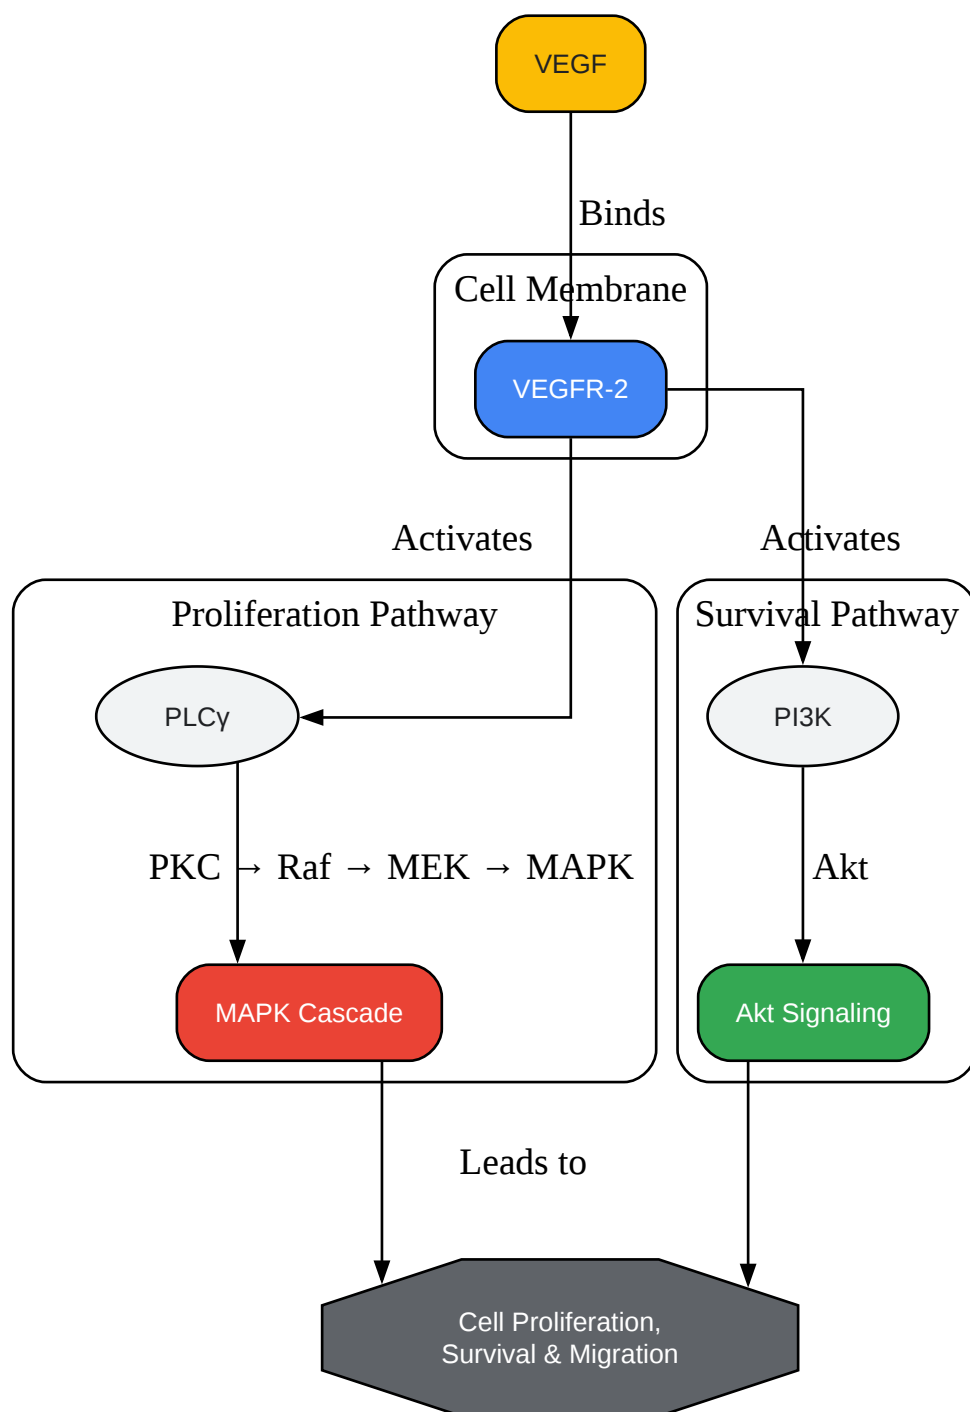 VEGF
Binds
Cell Membrane
VEGFR-2
Activates
Activates
Proliferation Pathway
Survival Pathway
PLCγ
PI3K
PKC → Raf → MEK → MAPK
Akt
MAPK Cascade
Akt Signaling
Leads to
Cell Proliferation,
Survival & Migration